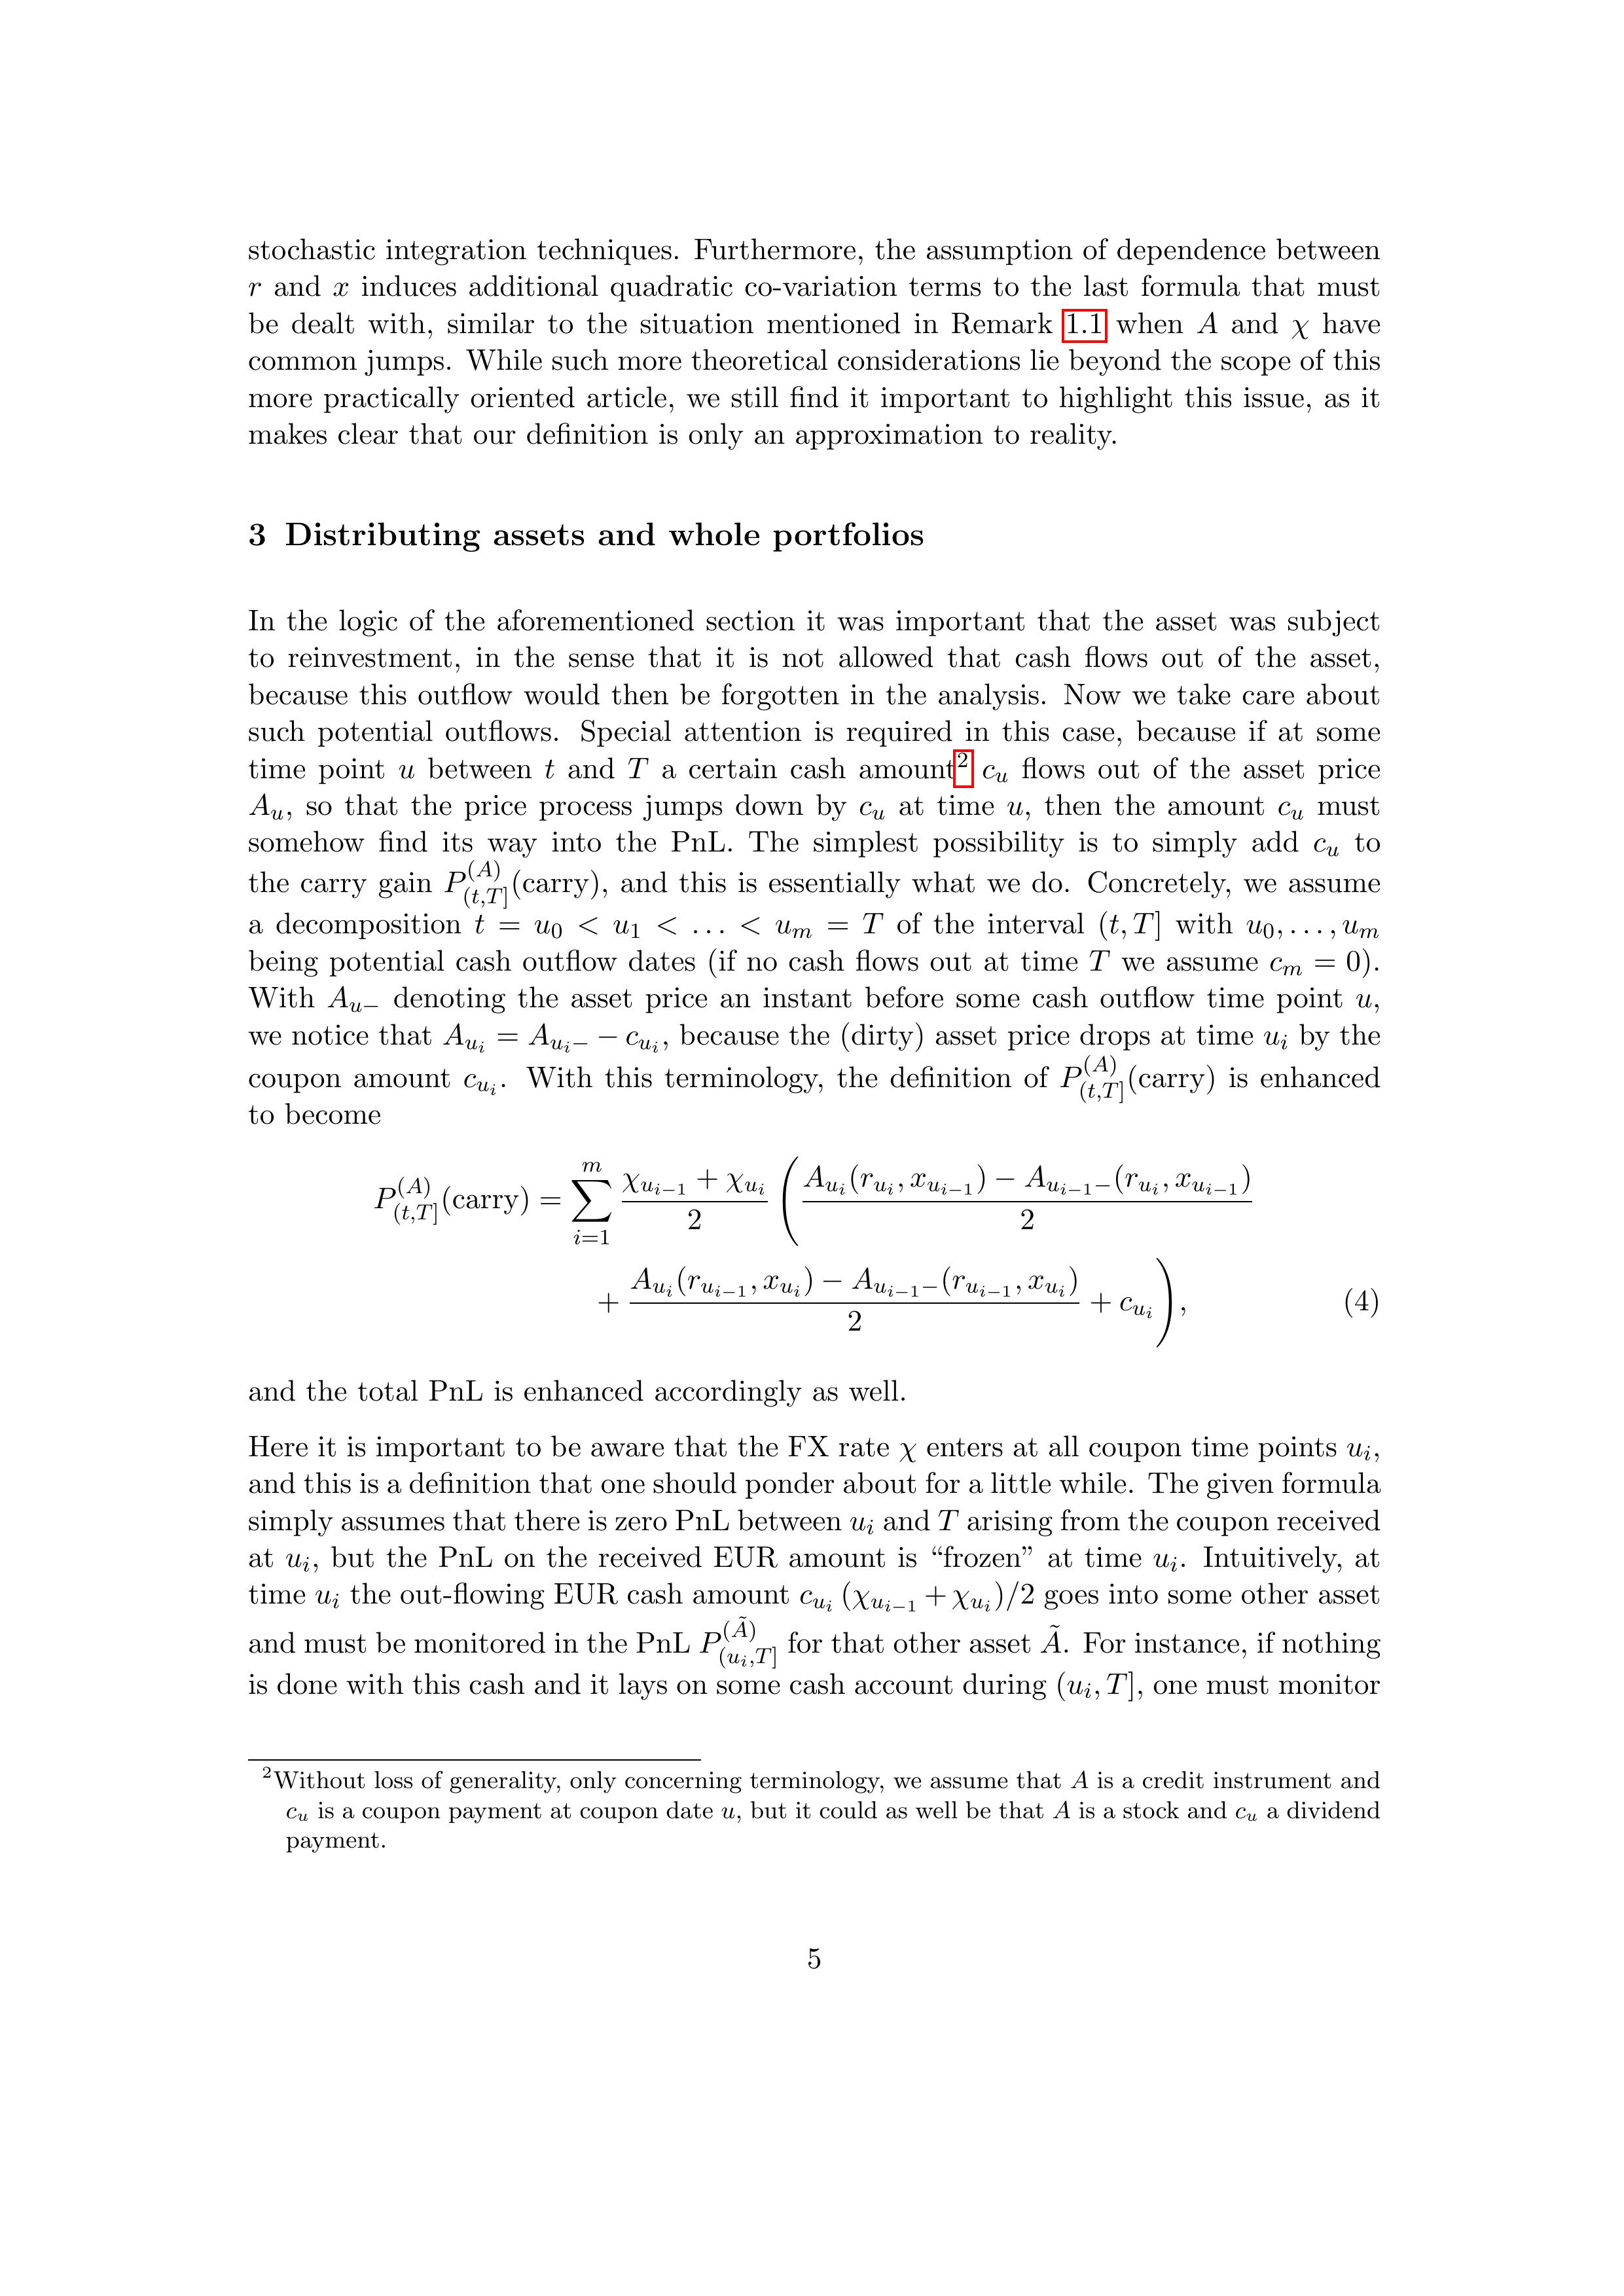 stochastic integration techniques. Furthermore, the assumption of dependence between
r and x induces additional quadratic co-variation terms to the last formula that must
be dealt with, similar to the situation mentioned in Remark 1.1 when A and χ have
common jumps. While such more theoretical considerations lie beyond the scope of this
more practically oriented article, we still find it important to highlight this issue, as it
makes clear that our definition is only an approximation to reality.
3 Distributing assets and whole portfolios
In the logic of the aforementioned section it was important that the asset was subject
to reinvestment, in the sense that it is not allowed that cash flows out of the asset,
because this outflow would then be forgotten in the analysis. Now we take care about
such potential outflows. Special attention is required in this case, because if at some
time point u between t and T a certain cash amount² $c_u$ flows out of the asset price
$A_u$, so that the price process jumps down by $c_u$ at time u, then the amount $c_u$ must
somehow find its way into the PnL. The simplest possibility is to simply add $c_u$ to
the carry gain $P^{(A)}_{(t,T]}$(carry), and this is essentially what we do. Concretely, we assume
a decomposition $t = u_0 < u_1 < \ldots < u_m = T$ of the interval $(t, T]$ with $u_0, \ldots, u_m$
being potential cash outflow dates (if no cash flows out at time T we assume $c_m = 0$).
With $A_{u-}$ denoting the asset price an instant before some cash outflow time point u,
we notice that $A_{u_i} = A_{u_i-} - c_{u_i}$, because the (dirty) asset price drops at time $u_i$ by the
coupon amount $c_{u_i}$. With this terminology, the definition of $P^{(A)}_{(t,T]}$(carry) is enhanced
to become
$P^{(A)}_{(t,T]}(\text{carry}) = \sum_{i=1}^{m} \frac{\chi_{u_{i-1}} + \chi_{u_i}}{2} \Bigg( \frac{A_{u_i}(r_{u_i}, x_{u_{i-1}}) - A_{u_{i-1}-}(r_{u_i}, x_{u_{i-1}})}{2}$
$+ \frac{A_{u_i}(r_{u_{i-1}}, x_{u_i}) - A_{u_{i-1}-}(r_{u_{i-1}}, x_{u_i})}{2} + c_{u_i} \Bigg),$ (4)
and the total PnL is enhanced accordingly as well.
Here it is important to be aware that the FX rate χ enters at all coupon time points $u_i$,
and this is a definition that one should ponder about for a little while. The given formula
simply assumes that there is zero PnL between $u_i$ and T arising from the coupon received
at $u_i$, but the PnL on the received EUR amount is “frozen” at time $u_i$. Intuitively, at
time $u_i$ the out-flowing EUR cash amount $c_{u_i} (\chi_{u_{i-1}} + \chi_{u_i})/2$ goes into some other asset
and must be monitored in the PnL $P^{(\tilde{A})}_{(u_i,T]}$ for that other asset $\tilde{A}$. For instance, if nothing
is done with this cash and it lays on some cash account during $(u_i, T]$, one must monitor
²Without loss of generality, only concerning terminology, we assume that A is a credit instrument and
$c_u$ is a coupon payment at coupon date u, but it could as well be that A is a stock and $c_u$ a dividend
payment.
5